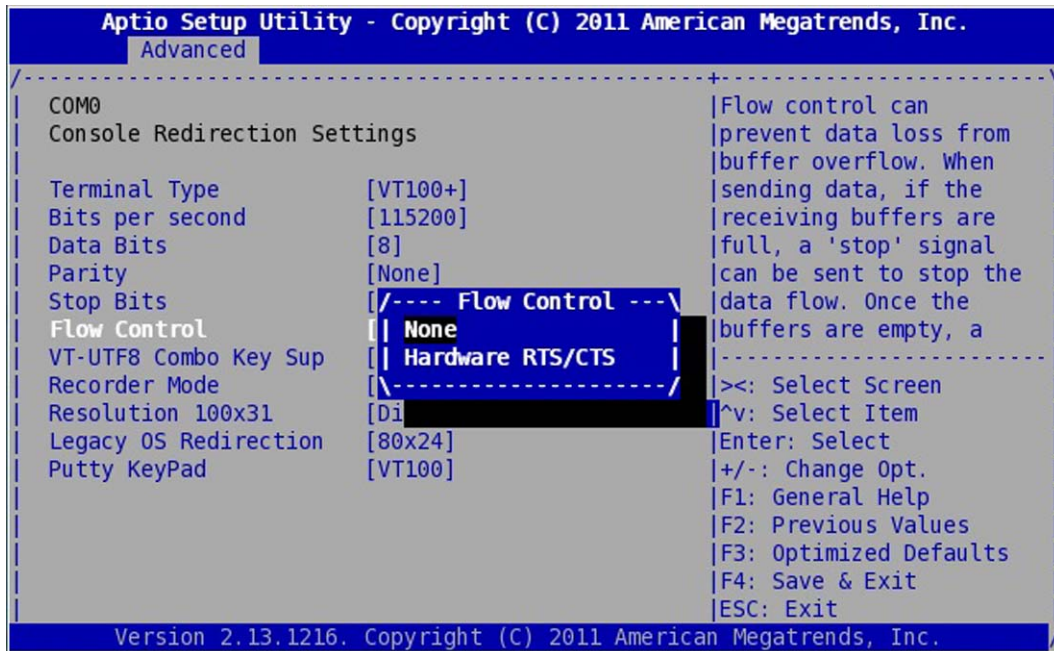 Aptio Setup Utility - Copyright (C) 2011 American Megatrends, Inc.
Advanced
COM0
Console Redirection Settings
Terminal Type [VT100+]
Bits per second [115200]
Data Bits [8]
Parity [None]
Stop Bits [
Flow Control [
VT-UTF8 Combo Key Sup [
Recorder Mode [
Resolution 100x31 [Di
Legacy OS Redirection [80x24]
Putty KeyPad [VT100]
/---- Flow Control ---\
None
Hardware RTS/CTS
Flow control can
prevent data loss from
buffer overflow. When
sending data, if the
receiving buffers are
full, a 'stop' signal
can be sent to stop the
data flow. Once the
buffers are empty, a
><: Select Screen
^v: Select Item
Enter: Select
+/-: Change Opt.
F1: General Help
F2: Previous Values
F3: Optimized Defaults
F4: Save & Exit
ESC: Exit
Version 2.13.1216. Copyright (C) 2011 American Megatrends, Inc.